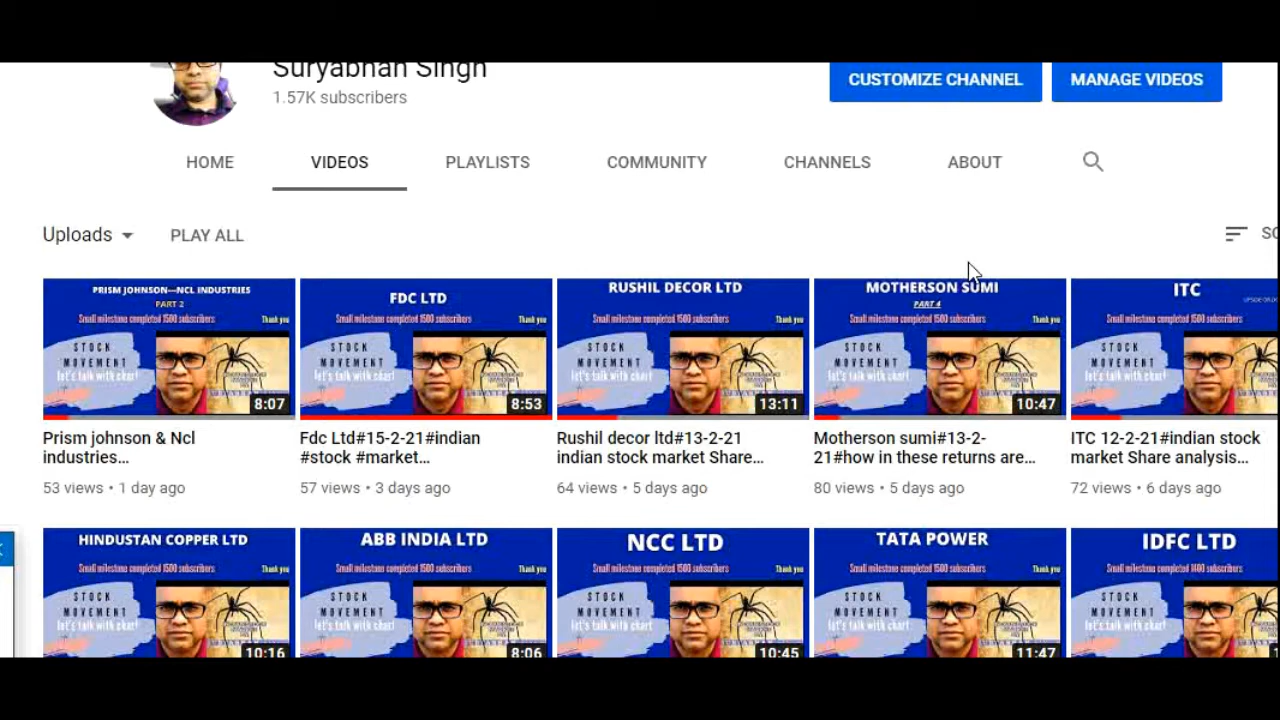 Suryabhan Singh
1.57K subscribers
CUSTOMIZE CHANNEL
MANAGE VIDEOS
HOME
VIDEOS
PLAYLISTS
COMMUNITY
CHANNELS
ABOUT
Uploads
PLAY ALL
PRISM JOHNSON—NCL INDUSTRIES
PART 2
Small milestone completed 1500 subscribers
Thank you
STOCK
MOVEMENT
let's talk with chart
8:07
Prism johnson & Ncl
industries...
53 views • 1 day ago
FDC LTD
Small milestone completed 1500 subscribers
Thank you
STOCK
MOVEMENT
let's talk with chart
8:53
Fdc Ltd#15-2-21#indian
#stock #market...
57 views • 3 days ago
RUSHIL DECOR LTD
Small milestone completed 1500 subscribers
Thank you
STOCK
MOVEMENT
let's talk with chart
13:11
Rushil decor ltd#13-2-21
indian stock market Share...
64 views • 5 days ago
MOTHERSON SUMI
PART 4
Small milestone completed 1500 subscribers
Thank you
STOCK
MOVEMENT
let's talk with chart
10:47
Motherson sumi#13-2-
21#how in these returns are...
80 views • 5 days ago
ITC
Small milestone completed 1500 subscribers
STOCK
MOVEMENT
let's talk with chart
ITC 12-2-21#indian stock
market Share analysis...
72 views • 6 days ago
HINDUSTAN COPPER LTD
Small milestone completed 1500 subscribers
Thank you
STOCK
MOVEMENT
let's talk with chart
10:16
ABB INDIA LTD
Small milestone completed 1500 subscribers
Thank you
STOCK
MOVEMENT
let's talk with chart
8:06
NCC LTD
Small milestone completed 1500 subscribers
Thank you
STOCK
MOVEMENT
let's talk with chart
10:45
TATA POWER
Small milestone completed 1500 subscribers
Thank you
STOCK
MOVEMENT
let's talk with chart
11:47
IDFC LTD
Small milestone completed 1400 subscribers
STOCK
MOVEMENT
let's talk with chart